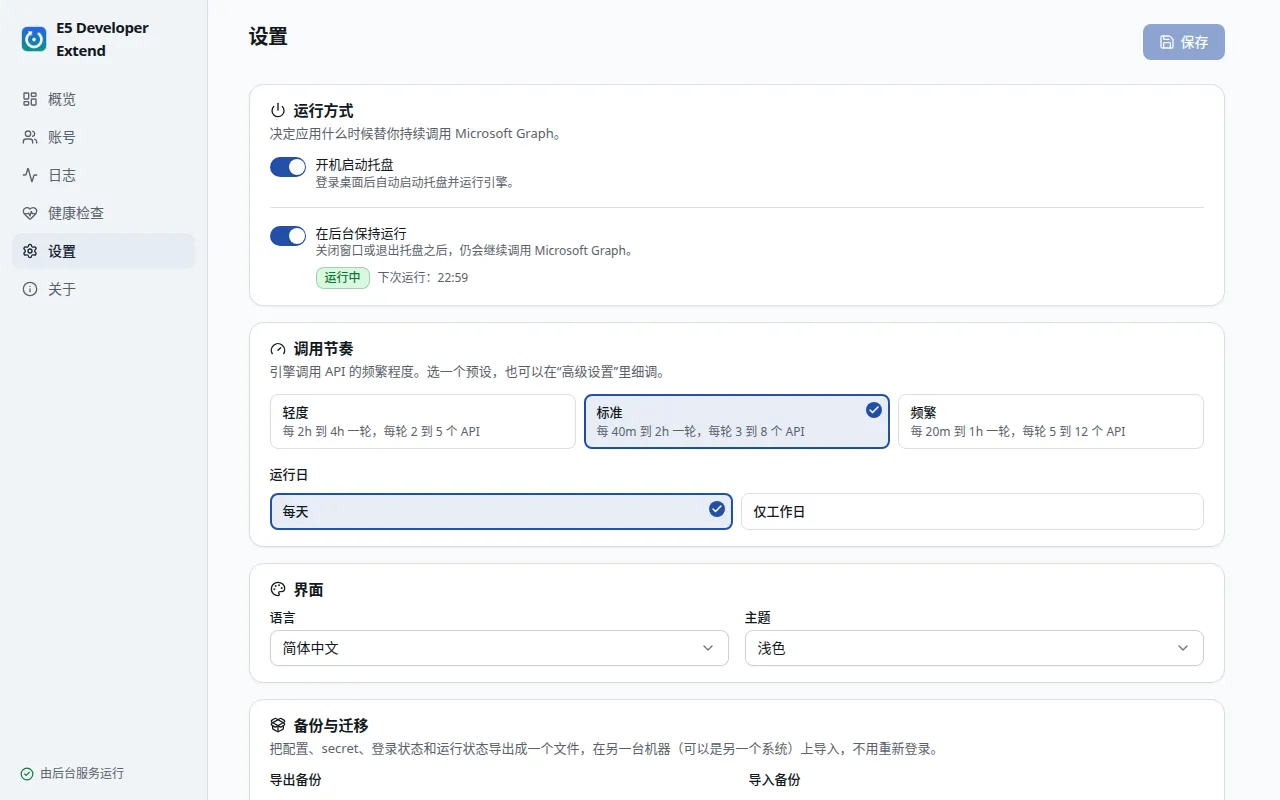 E5 Developer
Extend
概览
账号
日志
健康检查
设置
关于
由后台服务运行
设置
保存
运行方式
决定应用什么时候替你持续调用 Microsoft Graph。
开机启动托盘
登录桌面后自动启动托盘并运行引擎。
在后台保持运行
关闭窗口或退出托盘之后，仍会继续调用 Microsoft Graph。
运行中 下次运行：22:59
调用节奏
引擎调用 API 的频繁程度。选一个预设，也可以在“高级设置”里细调。
轻度
每 2h 到 4h 一轮，每轮 2 到 5 个 API
标准
每 40m 到 2h 一轮，每轮 3 到 8 个 API
频繁
每 20m 到 1h 一轮，每轮 5 到 12 个 API
运行日
每天
仅工作日
界面
语言
简体中文
主题
浅色
备份与迁移
把配置、secret、登录状态和运行状态导出成一个文件，在另一台机器（可以是另一个系统）上导入，不用重新登录。
导出备份
导入备份